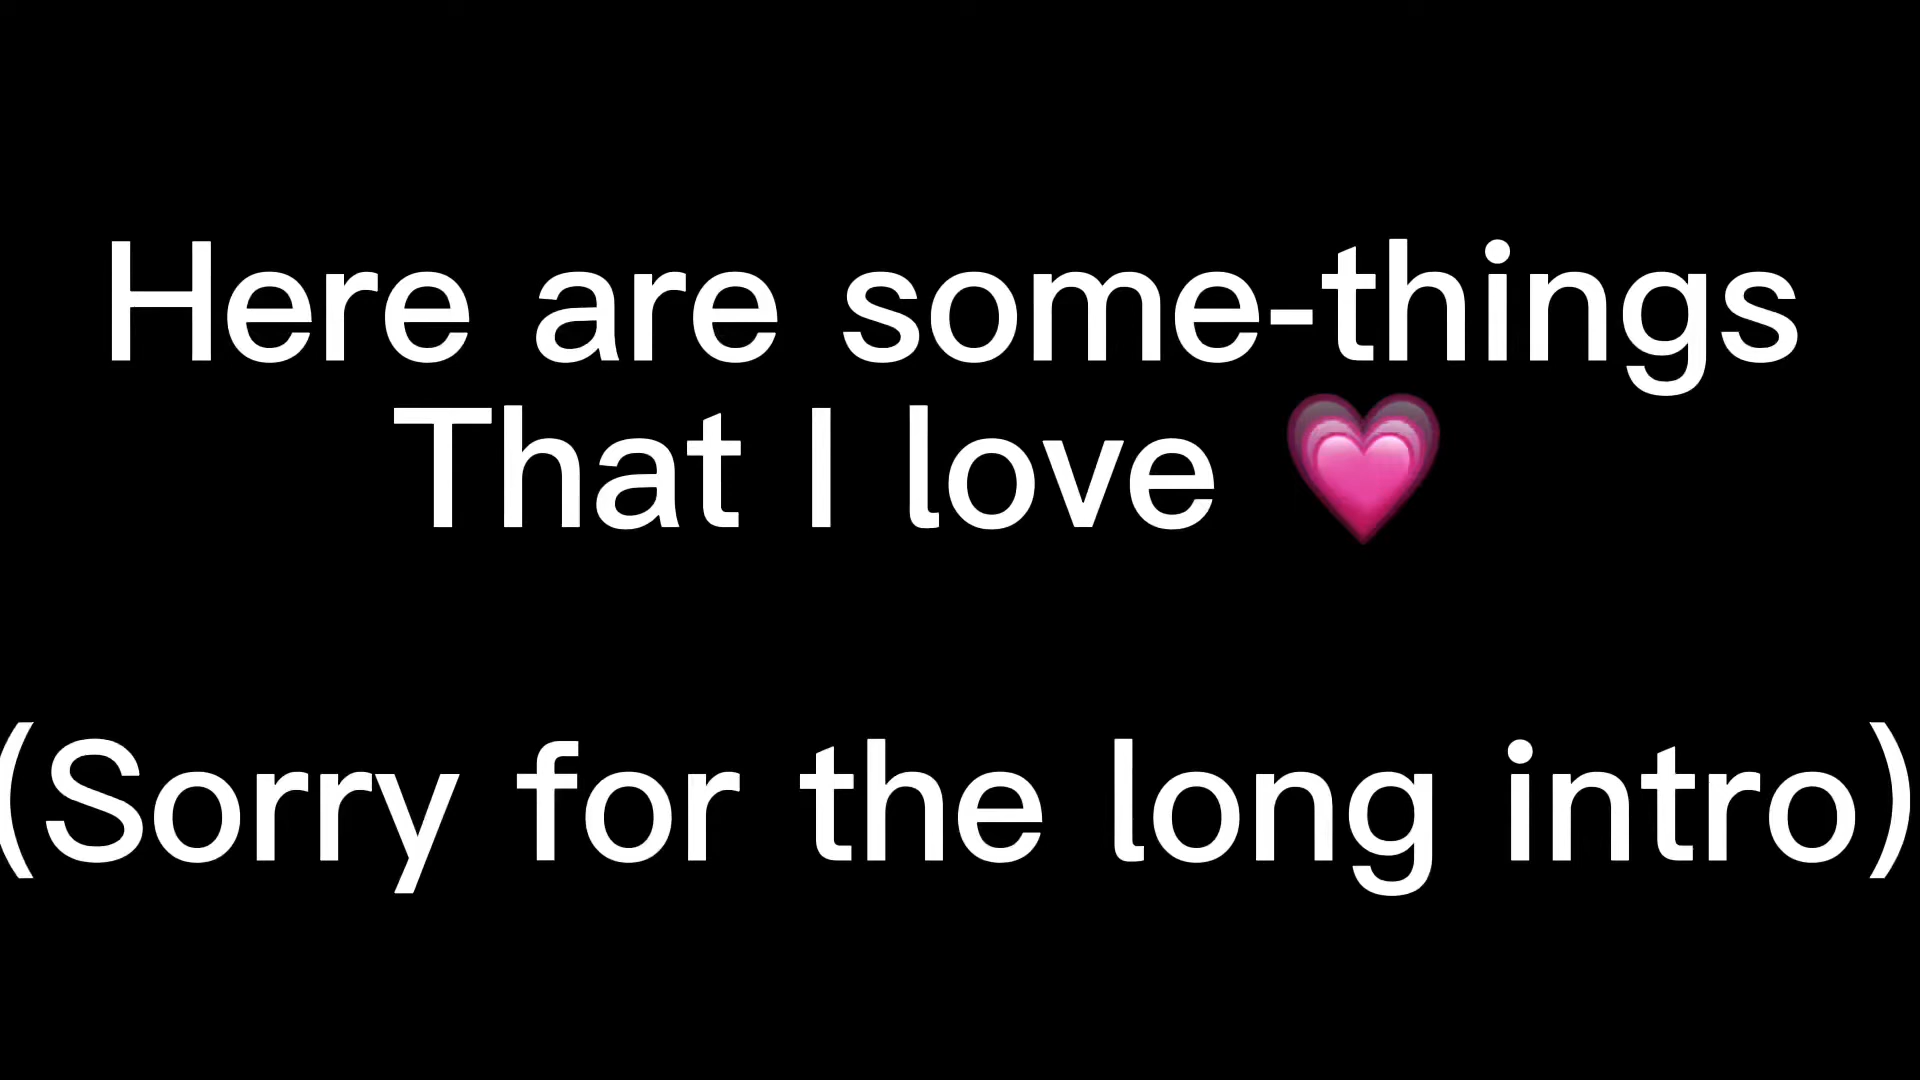 Here are some-things
That I love 💗
(Sorry for the long intro)